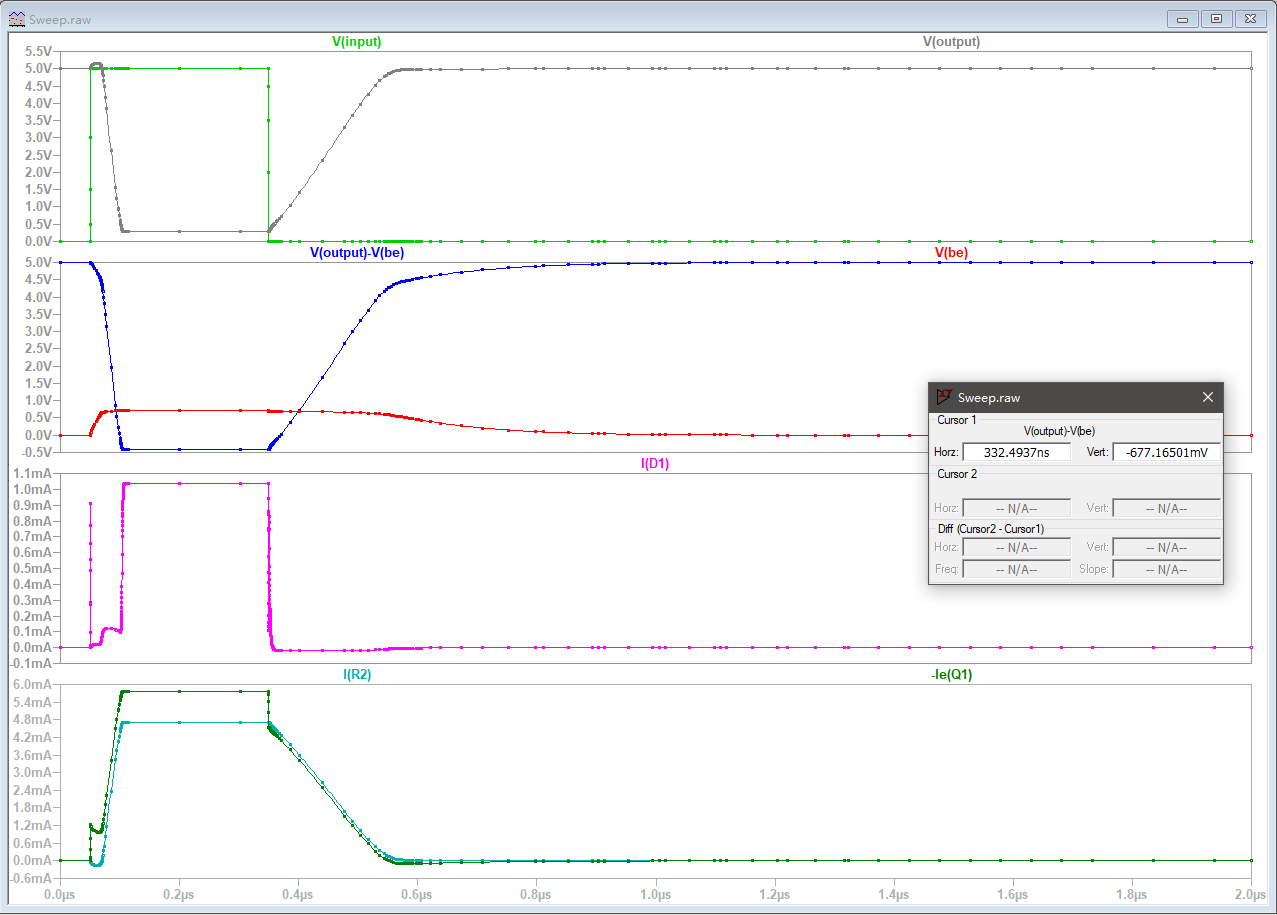 Sweep.raw
V(input) V(output)
5.5V
5.0V
4.5V
4.0V
3.5V
3.0V
2.5V
2.0V
1.5V
1.0V
0.5V
0.0V
V(output)-V(be) V(be)
5.0V
4.5V
4.0V
3.5V
3.0V
2.5V
2.0V
1.5V
1.0V
0.5V
0.0V
-0.5V
I(D1)
1.1mA
1.0mA
0.9mA
0.8mA
0.7mA
0.6mA
0.5mA
0.4mA
0.3mA
0.2mA
0.1mA
0.0mA
-0.1mA
I(R2) -Ie(Q1)
6.0mA
5.4mA
4.8mA
4.2mA
3.6mA
3.0mA
2.4mA
1.8mA
1.2mA
0.6mA
0.0mA
-0.6mA
0.0µs 0.2µs 0.4µs 0.6µs 0.8µs 1.0µs 1.2µs 1.4µs 1.6µs 1.8µs 2.0µs
Sweep.raw
Cursor 1
V(output)-V(be)
Horz: 332.4937ns Vert: -677.16501mV
Cursor 2
Horz: -- N/A-- Vert: -- N/A--
Diff (Cursor2 - Cursor1)
Horz: -- N/A-- Vert: -- N/A--
Freq: -- N/A-- Slope: -- N/A--